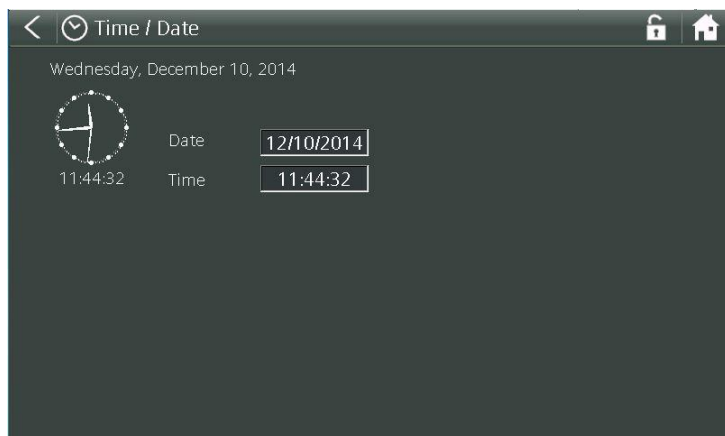 Time / Date
Wednesday, December 10, 2014
Date 12/10/2014
11:44:32 Time 11:44:32